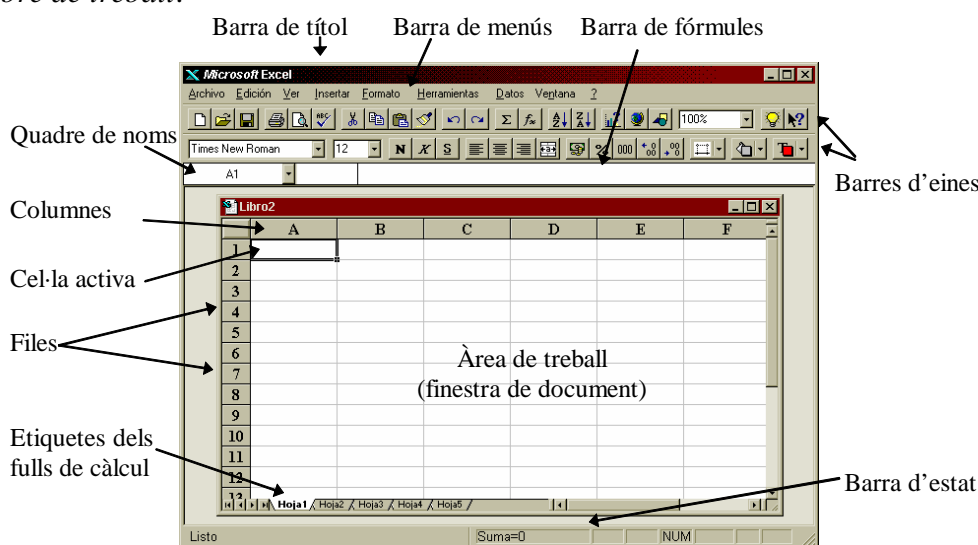 Barra de títol Barra de menús Barra de fórmules
Microsoft Excel
Archivo Edición Ver Insertar Formato Herramientas Datos Ventana ?
100%
Quadre de noms
Times New Roman 12 N X S 000
A1
Barres d'eines
Libro2
Columnes
A B C D E F
1
Cel·la activa
2
3
4
5
Files
6
7
8
9
10
11
12
13
Àrea de treball
(finestra de document)
Etiquetes dels
fulls de càlcul
Hoja1 Hoja2 Hoja3 Hoja4 Hoja5
Barra d'estat
Listo Suma=0 NUM